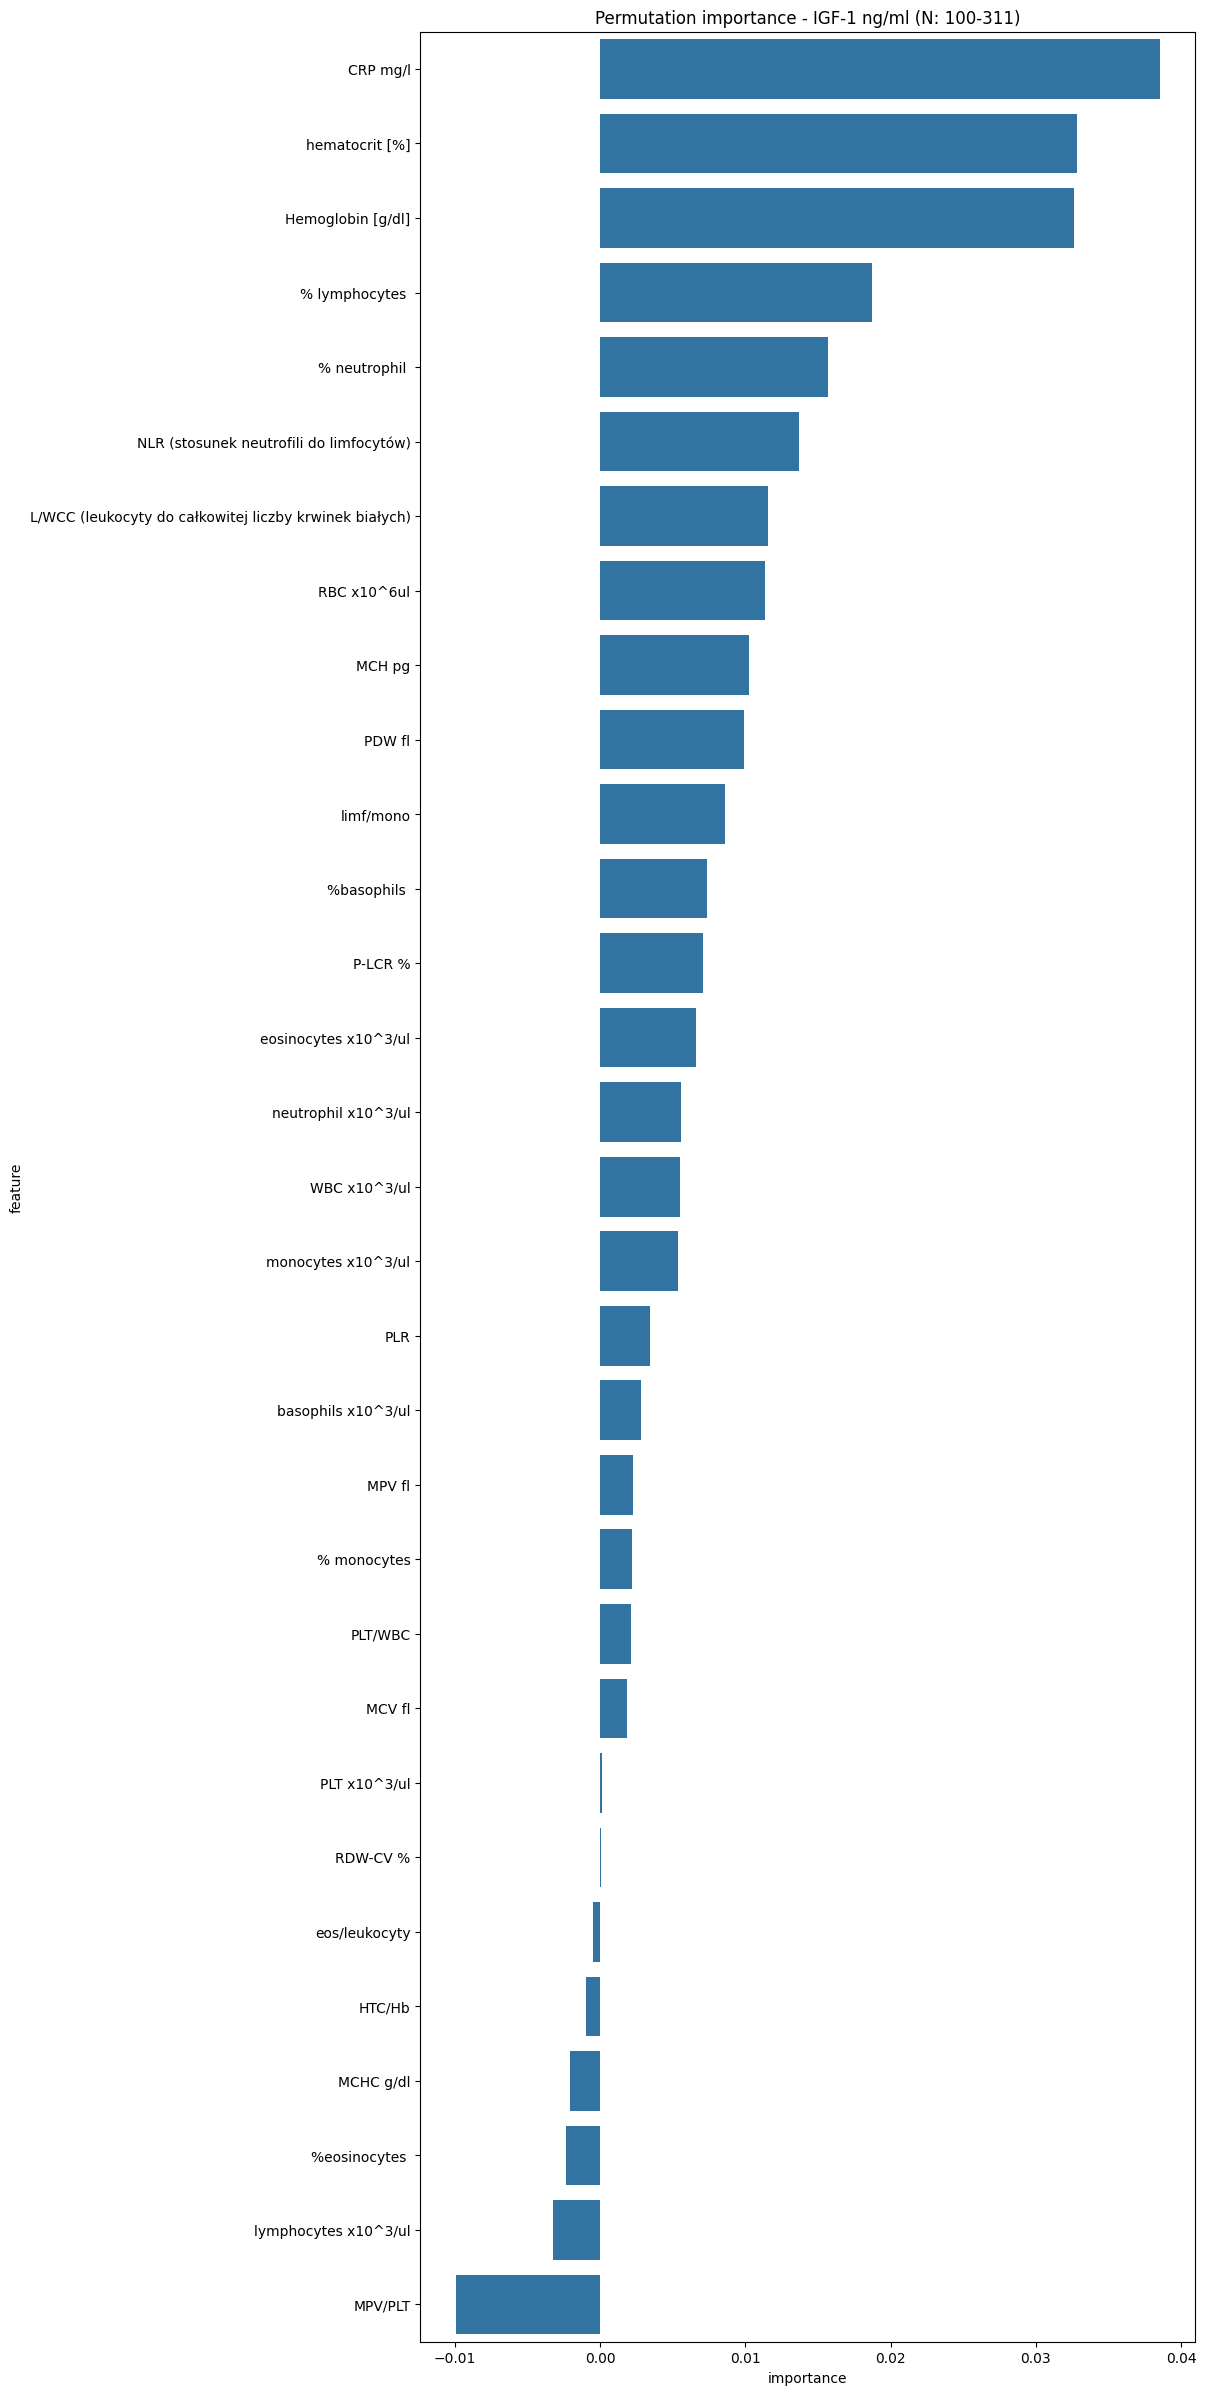 Permutation importance - IGF-1 ng/ml (N: 100-311)
CRP mg/l
hematocrit [%]
Hemoglobin [g/dl]
% lymphocytes
% neutrophil
NLR (stosunek neutrofili do limfocytów)
L/WCC (leukocyty do całkowitej liczby krwinek białych)
RBC x10^6ul
MCH pg
PDW fl
limf/mono
%basophils
P-LCR %
eosinocytes x10^3/ul
neutrophil x10^3/ul
WBC x10^3/ul
monocytes x10^3/ul
PLR
basophils x10^3/ul
MPV fl
% monocytes
PLT/WBC
MCV fl
PLT x10^3/ul
RDW-CV %
eos/leukocyty
HTC/Hb
MCHC g/dl
%eosinocytes
lymphocytes x10^3/ul
MPV/PLT
feature
−0.01 0.00 0.01 0.02 0.03 0.04
importance